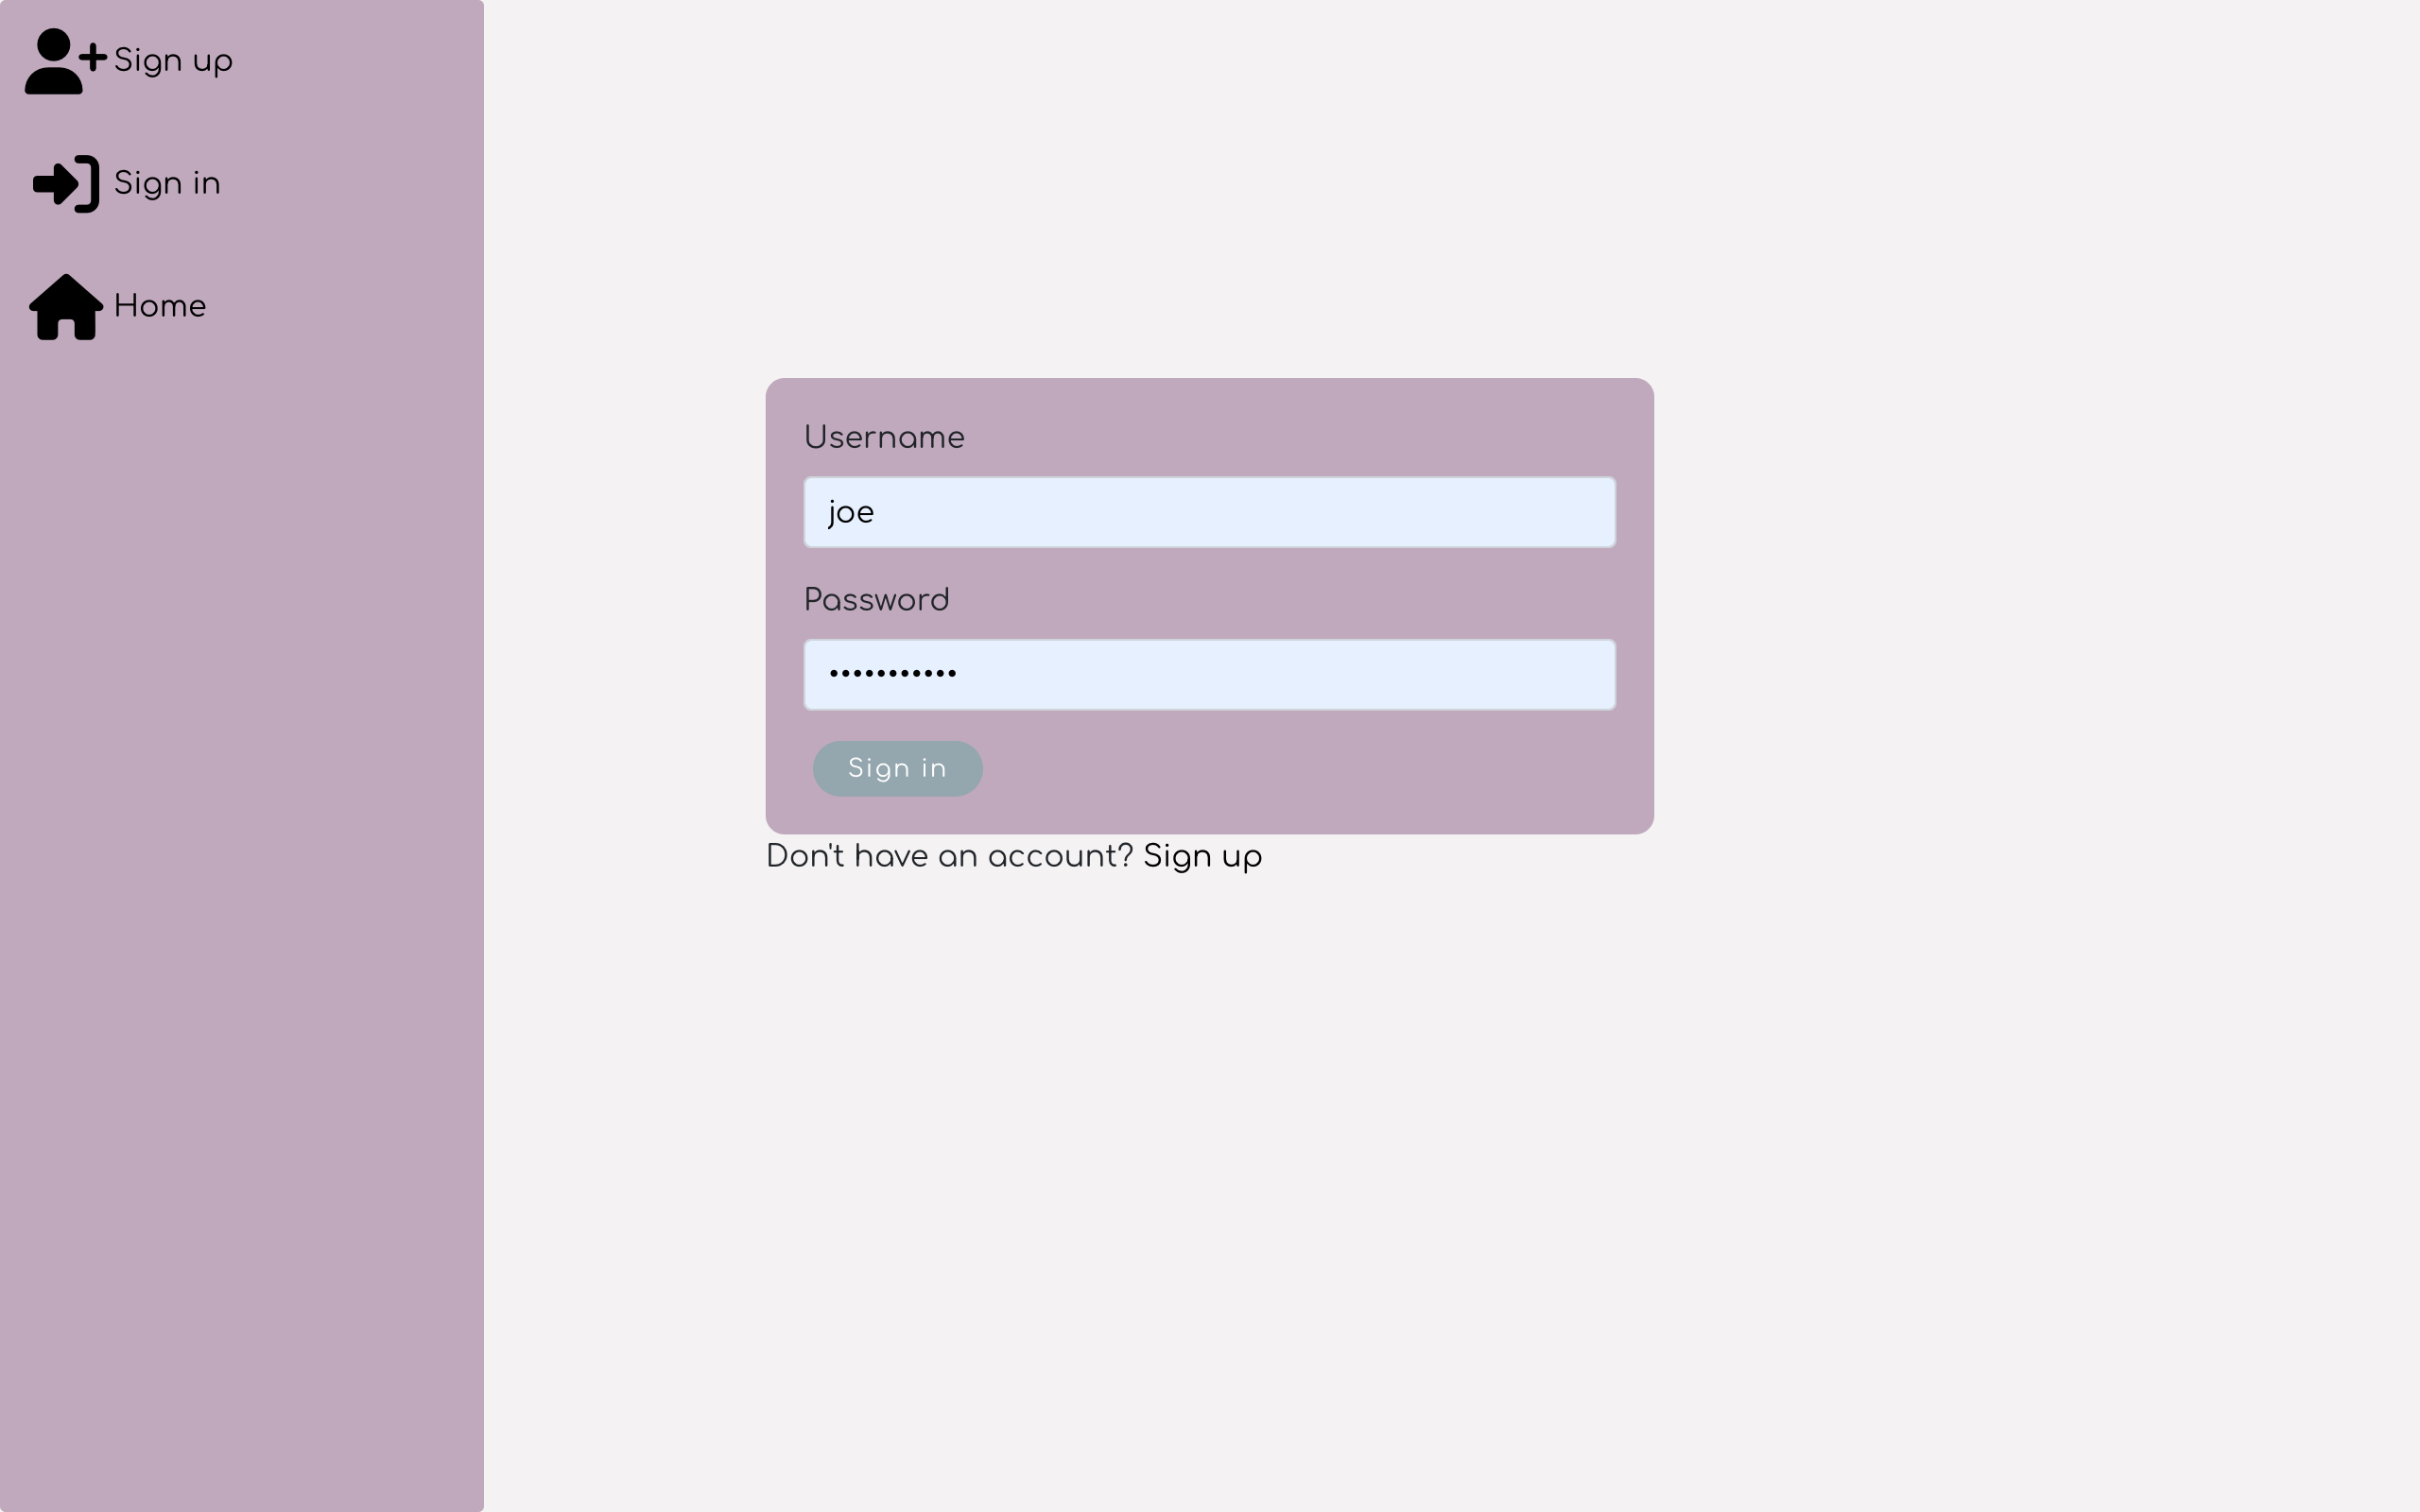 Sign up
Sign in
Home
Username
joe
Password
•••••••••••
Sign in
Don't have an account? Sign up